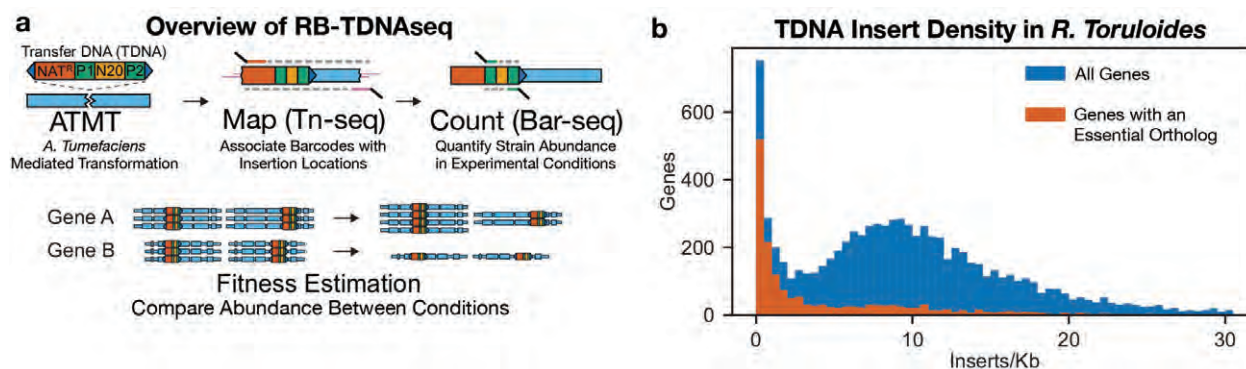 a
Overview of RB-TDNAseq
Transfer DNA (TDNA)
NATᴿ P1 N20 P2
ATMT
A. Tumefaciens
Mediated Transformation
Map (Tn-seq)
Associate Barcodes with
Insertion Locations
Count (Bar-seq)
Quantify Strain Abundance
in Experimental Conditions
Gene A
Gene B
Fitness Estimation
Compare Abundance Between Conditions
b
TDNA Insert Density in R. Toruloides
All Genes
Genes with an
Essential Ortholog
Genes
600
400
200
0
0 10 20 30
Inserts/Kb